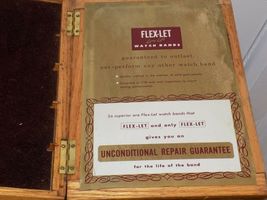 FLEX-LET
WATCH BANDS
guaranteed to outlast
out-perform any other watch band
So superior are Flex-Let watch bands that
FLEX-LET and only FLEX-LET
gives you an
UNCONDITIONAL REPAIR GUARANTEE
for the life of the band